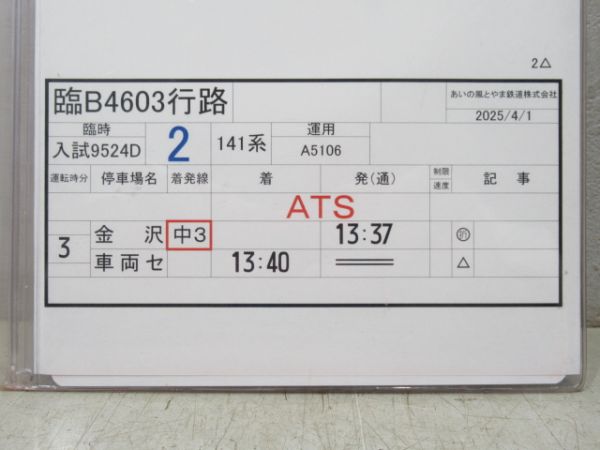 2△
臨B4603行路 あいの風とやま鉄道株式会社
2025/4/1
臨時 2 141系 運用
入試9524D A5106
運転時分 停車場名 着発線 着 発(通) 制限速度 記事
ATS
3 金沢 中3 13:37
車両セ 13:40 ══ △